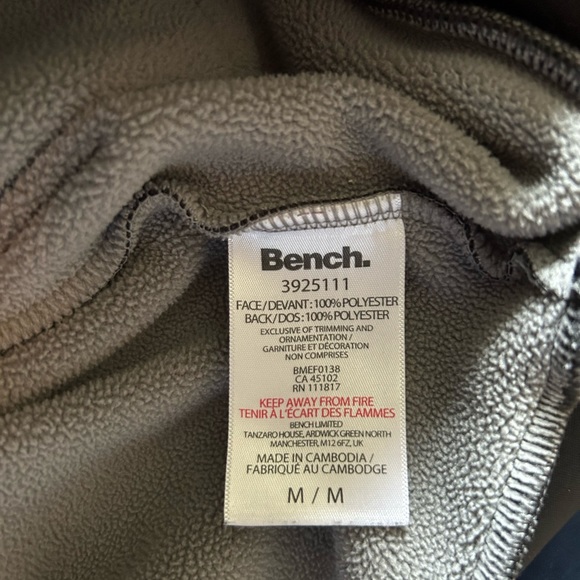 Bench.
3925111
FACE/DEVANT: 100% POLYESTER
BACK/DOS: 100% POLYESTER
EXCLUSIVE OF TRIMMING AND
ORNAMENTATION /
GARNITURE ET DÉCORATION
NON COMPRISES
BMEF0138
CA 45102
RN 111817
KEEP AWAY FROM FIRE
TENIR À L'ÉCART DES FLAMMES
BENCH LIMITED
TANZARO HOUSE, ARDWICK GREEN NORTH
MANCHESTER, M12 6FZ, UK
MADE IN CAMBODIA /
FABRIQUÉ AU CAMBODGE
M / M